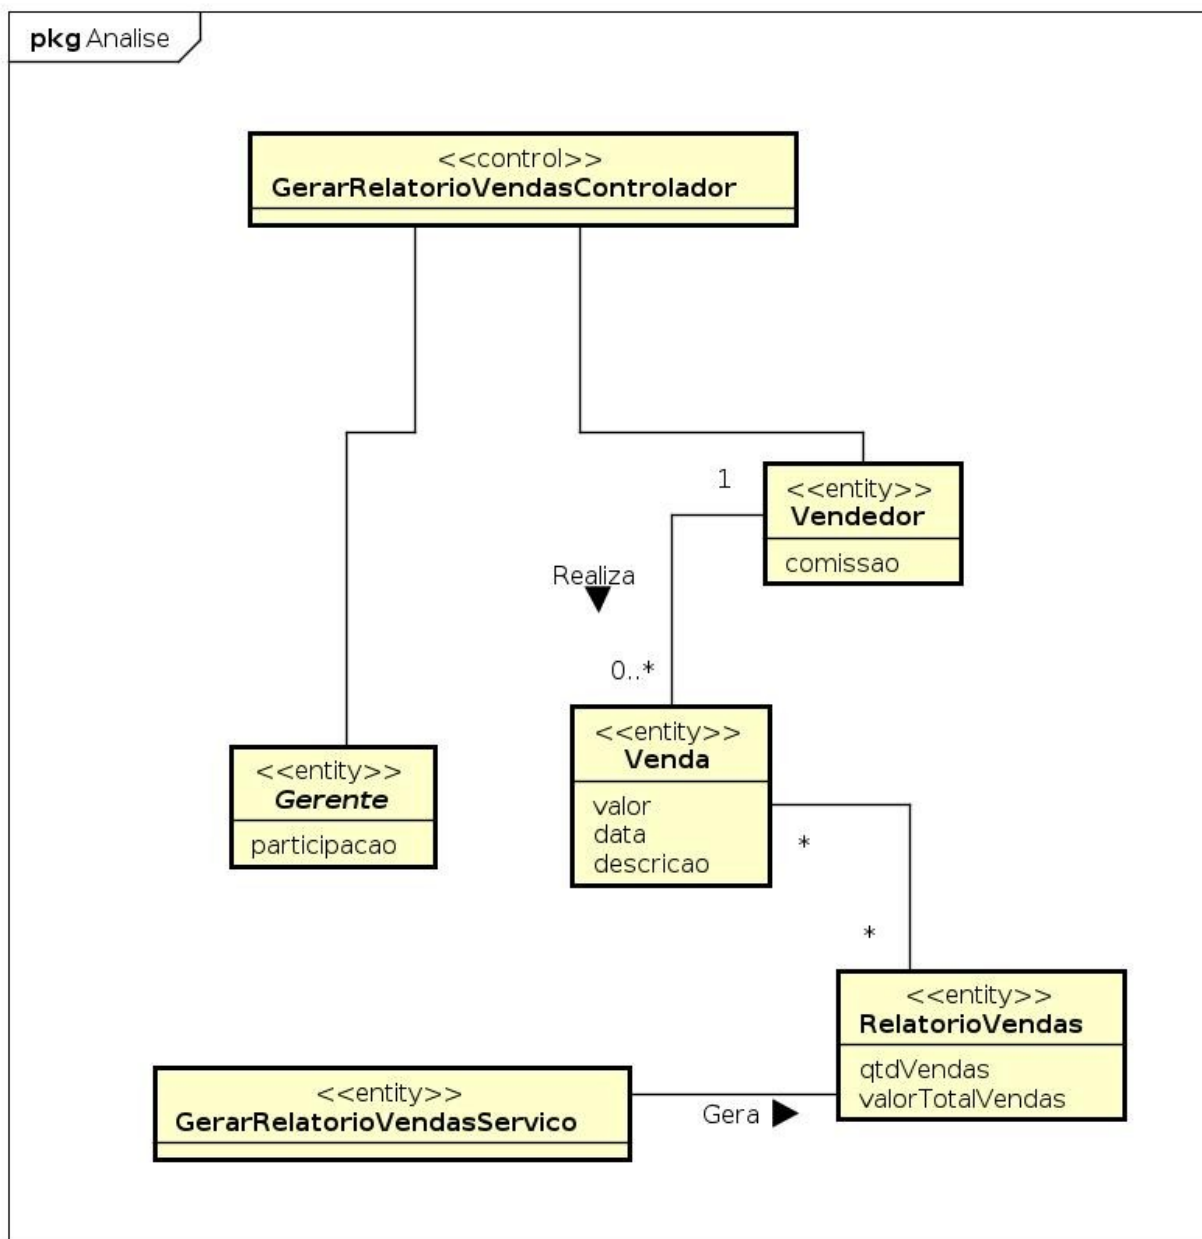 pkg Analise
<<control>>
GerarRelatorioVendasControlador
1
<<entity>>
Vendedor
comissao
Realiza
0..*
<<entity>>
Venda
valor
data
descricao
*
<<entity>>
Gerente
participacao
*
<<entity>>
RelatorioVendas
qtdVendas
valorTotalVendas
<<entity>>
GerarRelatorioVendasServico
Gera